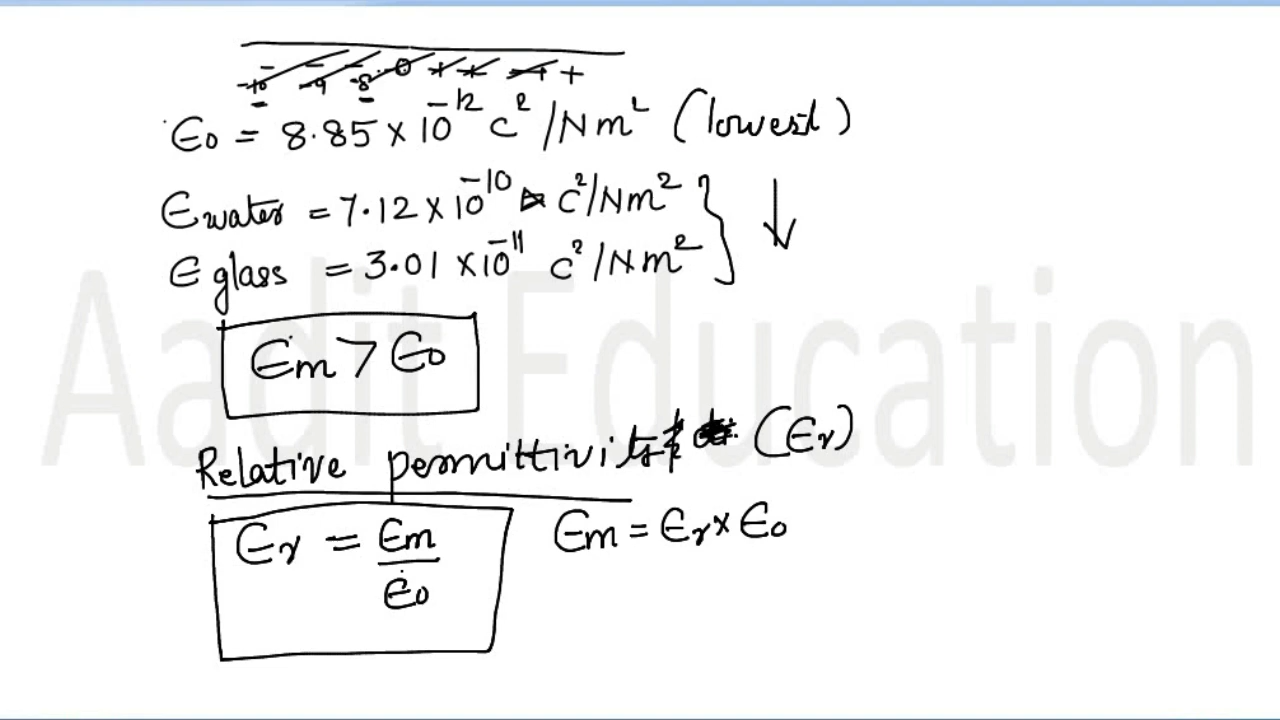 -10 -9 -8 0 + + - + +
ϵ0 = 8.85 × 10⁻¹² C² /Nm² (lowest)
ϵwater = 7.12 × 10⁻¹⁰ C²/Nm²
ϵ glass = 3.01 × 10⁻¹¹ C² /Nm²
ϵm > ϵ0
Relative permittivity (ϵr)
ϵr = ϵm / ϵ0 ϵm = ϵr × ϵ0
Aadit Education